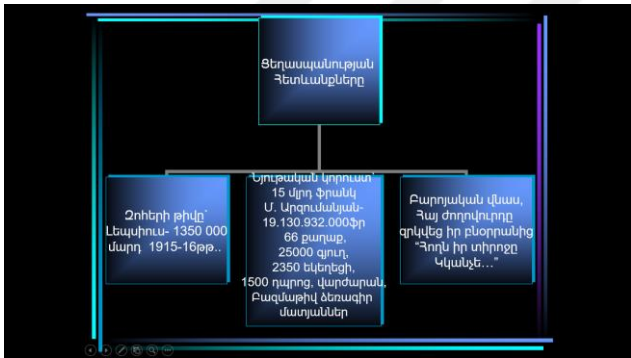 Ցեղասպանության
Հետևանքները
Զոհերի թիվը՝
Լեպսիուս- 1350 000
մարդ 1915-16թթ..
Նյութական կորուստ՝
15 մլրդ ֆրանկ
Մ. Արզումանյան-
19.130.932.000ֆր
66 քաղաք,
25000 գյուղ,
2350 եկեղեցի,
1500 դպրոց, վարժարան,
Բազմաթիվ ձեռագիր
մատյաններ
Բարոյական վնաս,
Հայ ժողովուրդը
զրկվեց իր բնօրրանից
“Հողն իր տիրոջը
Կկանչե...”